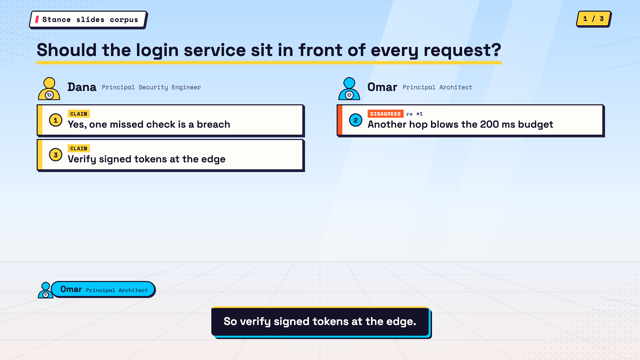 Stance slides corpus
1 / 3
Should the login service sit in front of every request?
Dana Principal Security Engineer
1 CLAIM
Yes, one missed check is a breach
3 CLAIM
Verify signed tokens at the edge
Omar Principal Architect
2 DISAGREES re #1
Another hop blows the 200 ms budget
Omar Principal Architect
So verify signed tokens at the edge.